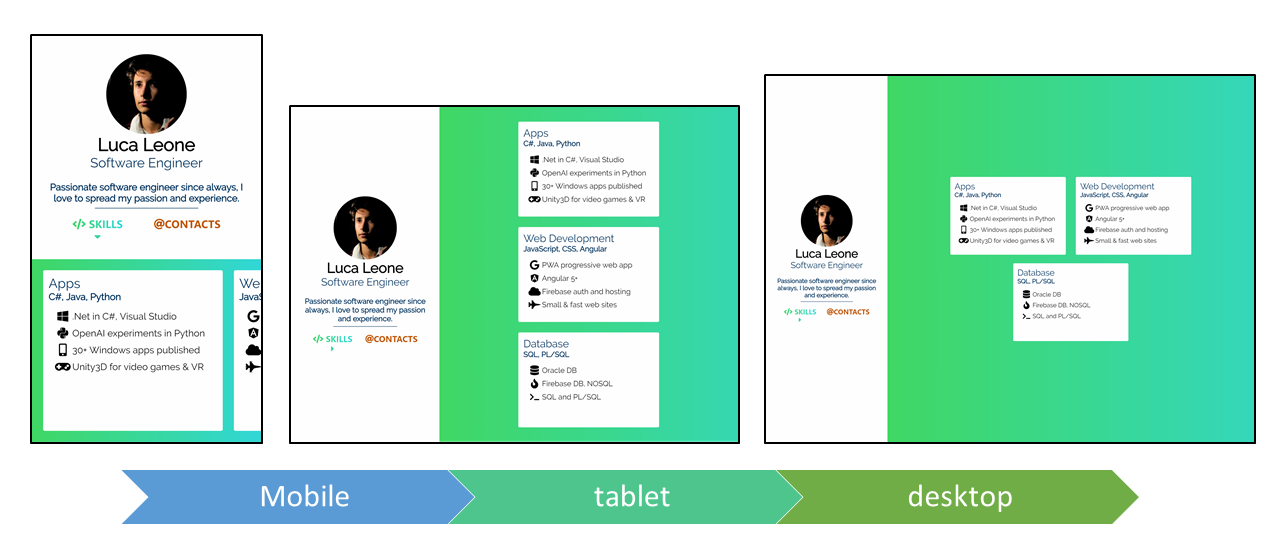 Luca Leone
Software Engineer
Passionate software engineer since always, I
love to spread my passion and experience.
</> SKILLS
@CONTACTS
Apps
C#, Java, Python
.Net in C#, Visual Studio
OpenAI experiments in Python
30+ Windows apps published
Unity3D for video games & VR
We
JavaS
Luca Leone
Software Engineer
Passionate software engineer since
always, I love to spread my passion
and experience.
</> SKILLS
@CONTACTS
Apps
C#, Java, Python
.Net in C#, Visual Studio
OpenAI experiments in Python
30+ Windows apps published
Unity3D for video games & VR
Web Development
JavaScript, CSS, Angular
PWA progressive web app
Angular 5+
Firebase auth and hosting
Small & fast web sites
Database
SQL, PL/SQL
Oracle DB
Firebase DB, NOSQL
SQL and PL/SQL
Luca Leone
Software Engineer
Passionate software engineer since
always, I love to spread my passion
and experience.
</> SKILLS
@CONTACTS
Apps
C#, Java, Python
.Net in C#, Visual Studio
OpenAI experiments in Python
30+ Windows apps published
Unity3D for video games & VR
Web Development
JavaScript, CSS, Angular
PWA progressive web app
Angular 5+
Firebase auth and hosting
Small & fast web sites
Database
SQL, PL/SQL
Oracle DB
Firebase DB, NOSQL
SQL and PL/SQL
Mobile
tablet
desktop